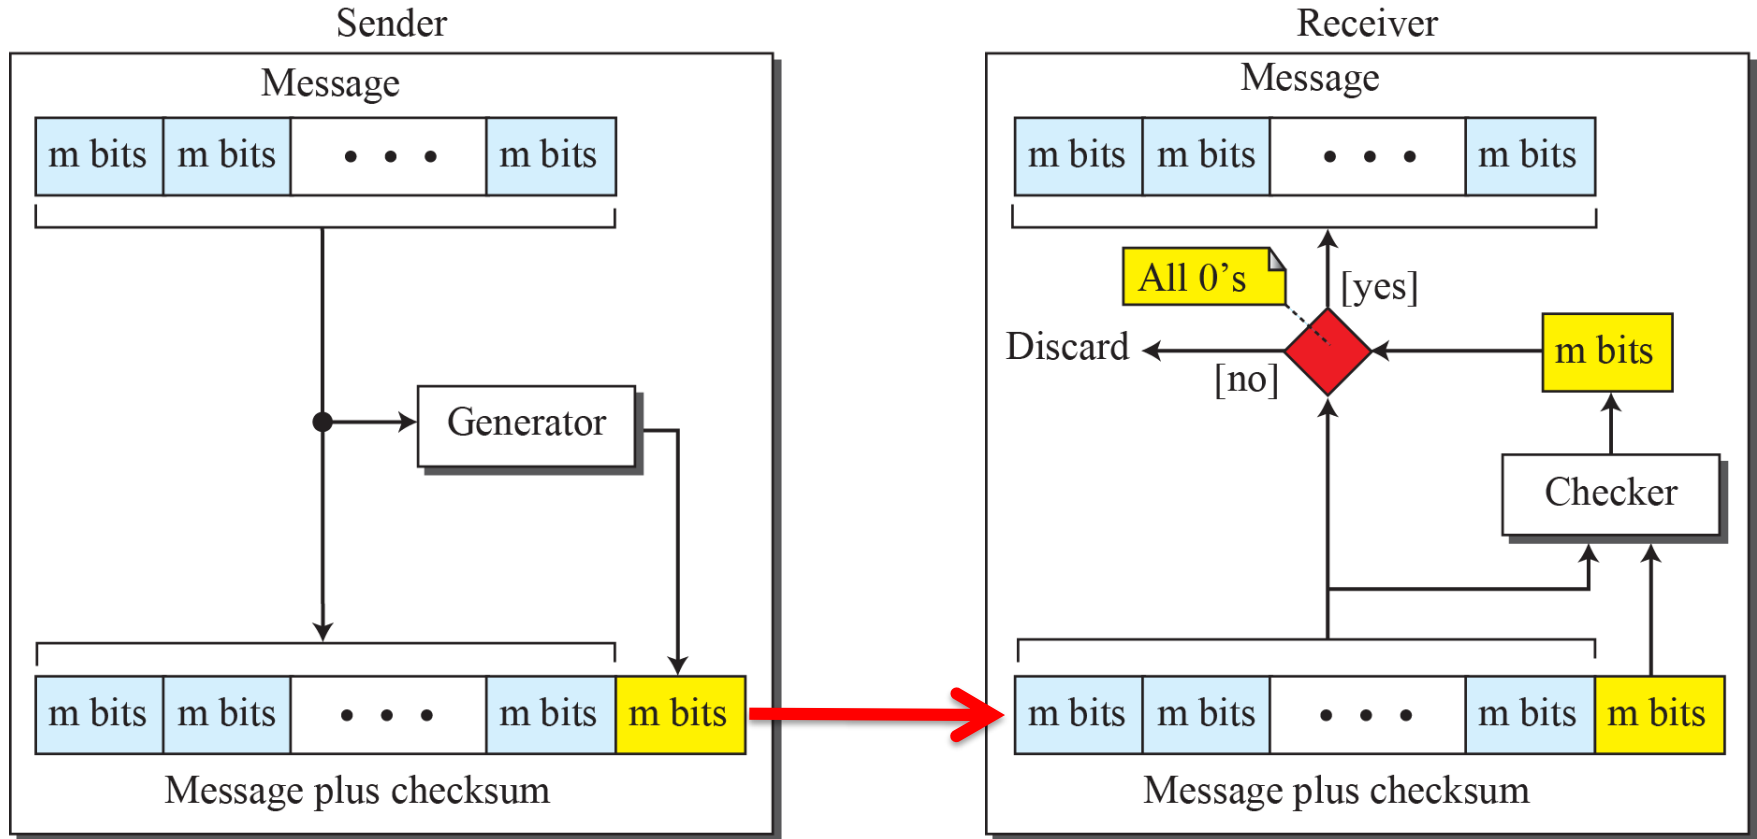 Sender
Message
m bits m bits • • • m bits
Generator
m bits m bits • • • m bits m bits
Message plus checksum
Receiver
Message
m bits m bits • • • m bits
All 0’s
[yes]
Discard
[no]
m bits
Checker
m bits m bits • • • m bits m bits
Message plus checksum